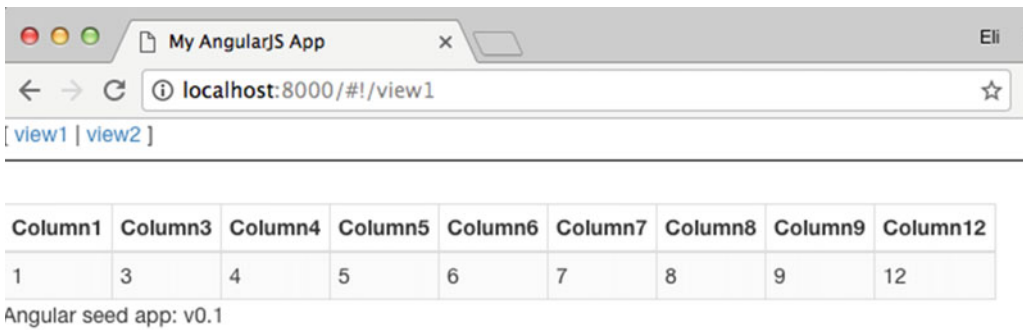 My AngularJS App
Eli
localhost:8000/#!/view1
[ view1 | view2 ]
Column1 Column3 Column4 Column5 Column6 Column7 Column8 Column9 Column12
1 3 4 5 6 7 8 9 12
Angular seed app: v0.1